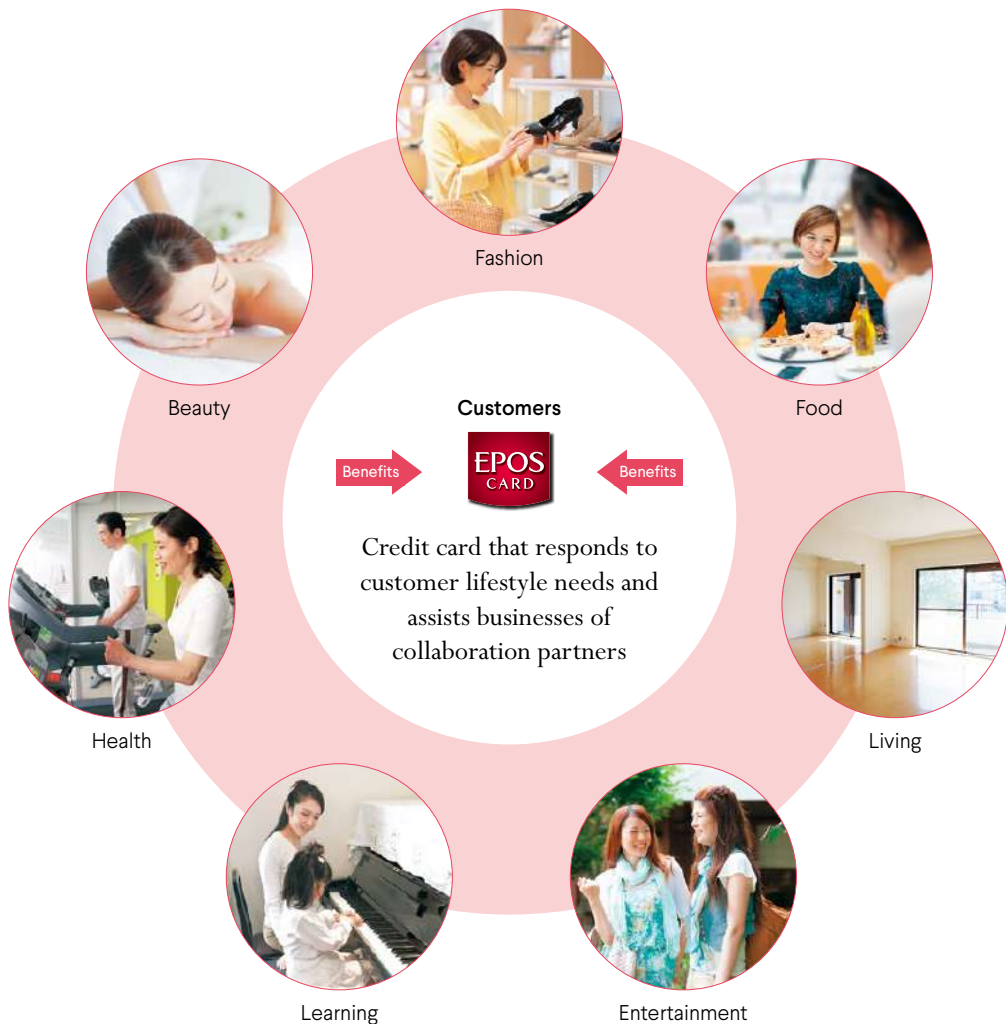 Fashion
Beauty
Food
Customers
Benefits
EPOS
CARD
Benefits
Credit card that responds to
customer lifestyle needs and
assists businesses of
collaboration partners
Health
Living
Learning
Entertainment